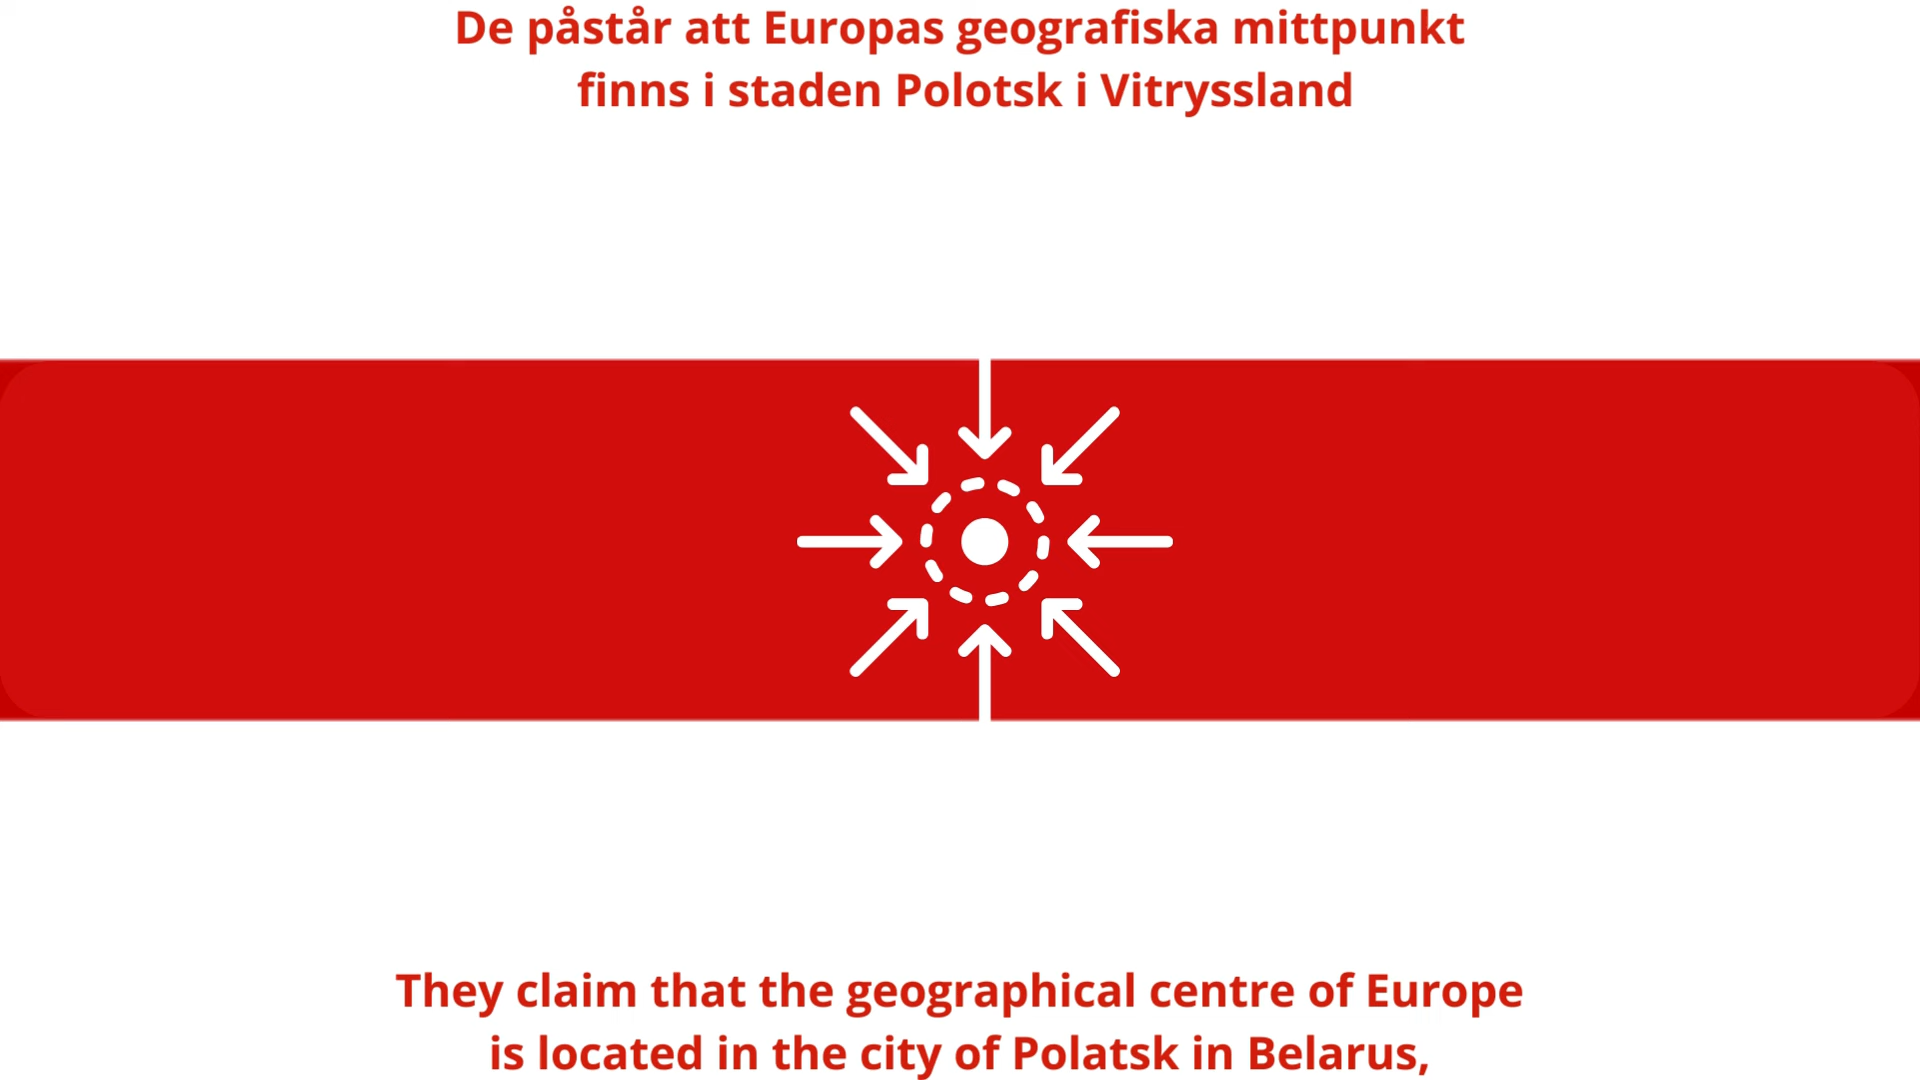 De påstår att Europas geografiska mittpunkt
finns i staden Polotsk i Vitryssland
They claim that the geographical centre of Europe
is located in the city of Polatsk in Belarus,